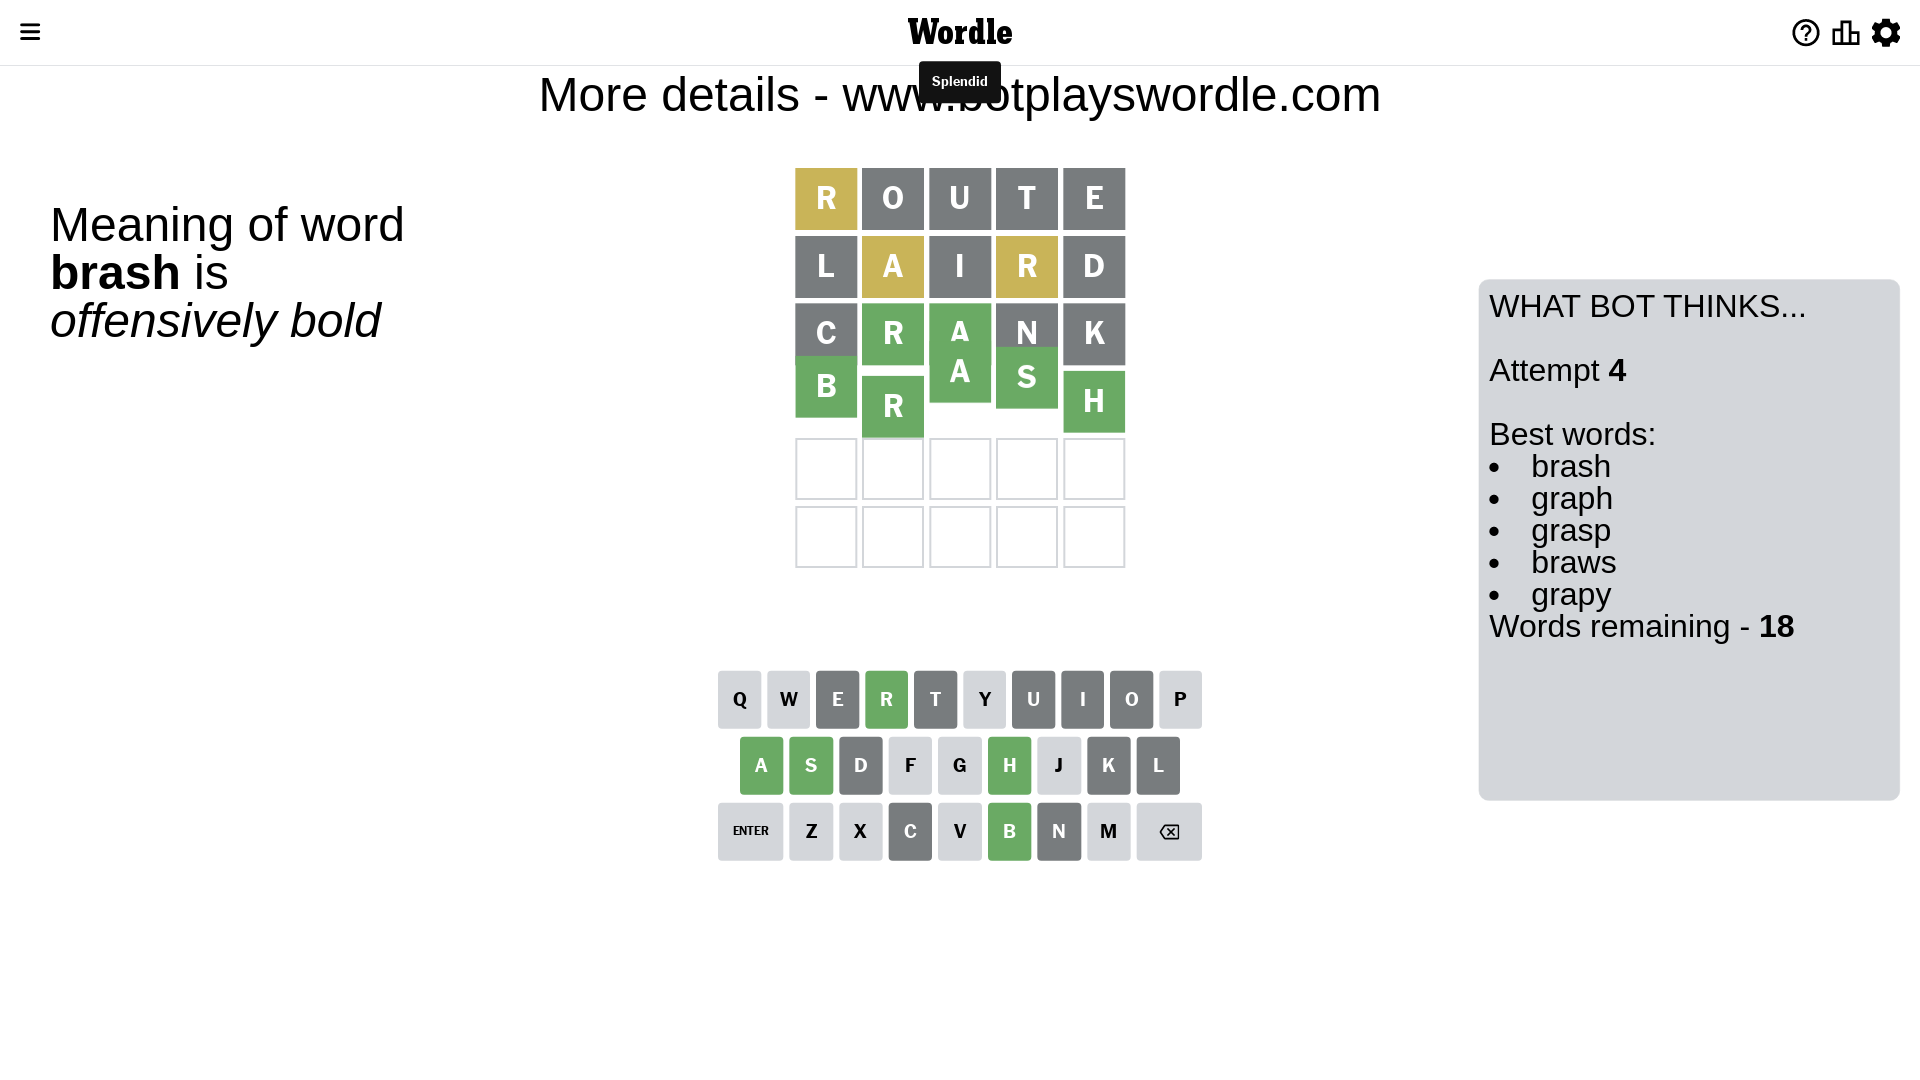 Wordle
Splendid
More details - www.botplayswordle.com
Meaning of word
brash is
offensively bold
R O U T E
L A I R D
C R A N K
B R A S H
WHAT BOT THINKS...
Attempt 4
Best words:
• brash
• graph
• grasp
• braws
• grapy
Words remaining - 18
Q W E R T Y U I O P
A S D F G H J K L
ENTER Z X C V B N M